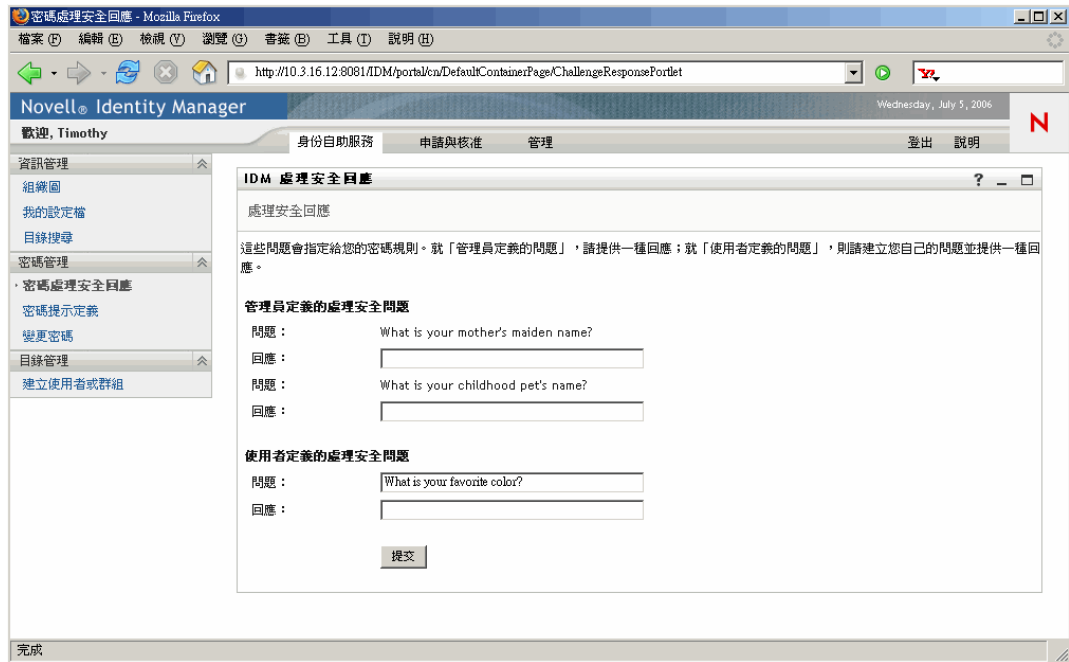 密碼處理安全回應 - Mozilla Firefox
檔案(F) 編輯(E) 檢視(V) 瀏覽(G) 書籤(B) 工具(I) 說明(H)
http://10.3.16.12:8081/IDM/portal/cn/DefaultContainerPage/ChallengeResponsePortlet
Novell® Identity Manager
Wednesday, July 5, 2006
N
歡迎, Timothy
身份自助服務 申請與核准 管理 登出 說明
資訊管理
組織圖
我的設定檔
目錄搜尋
密碼管理
· 密碼處理安全回應
密碼提示定義
變更密碼
目錄管理
建立使用者或群組
IDM 處理安全回應
?
處理安全回應
這些問題會指定給您的密碼規則。就「管理員定義的問題」，請提供一種回應；就「使用者定義的問題」，則請建立您自己的問題並提供一種回
應。
管理員定義的處理安全問題
問題： What is your mother's maiden name?
回應：
問題： What is your childhood pet's name?
回應：
使用者定義的處理安全問題
問題： What is your favorite color?
回應：
提交
完成